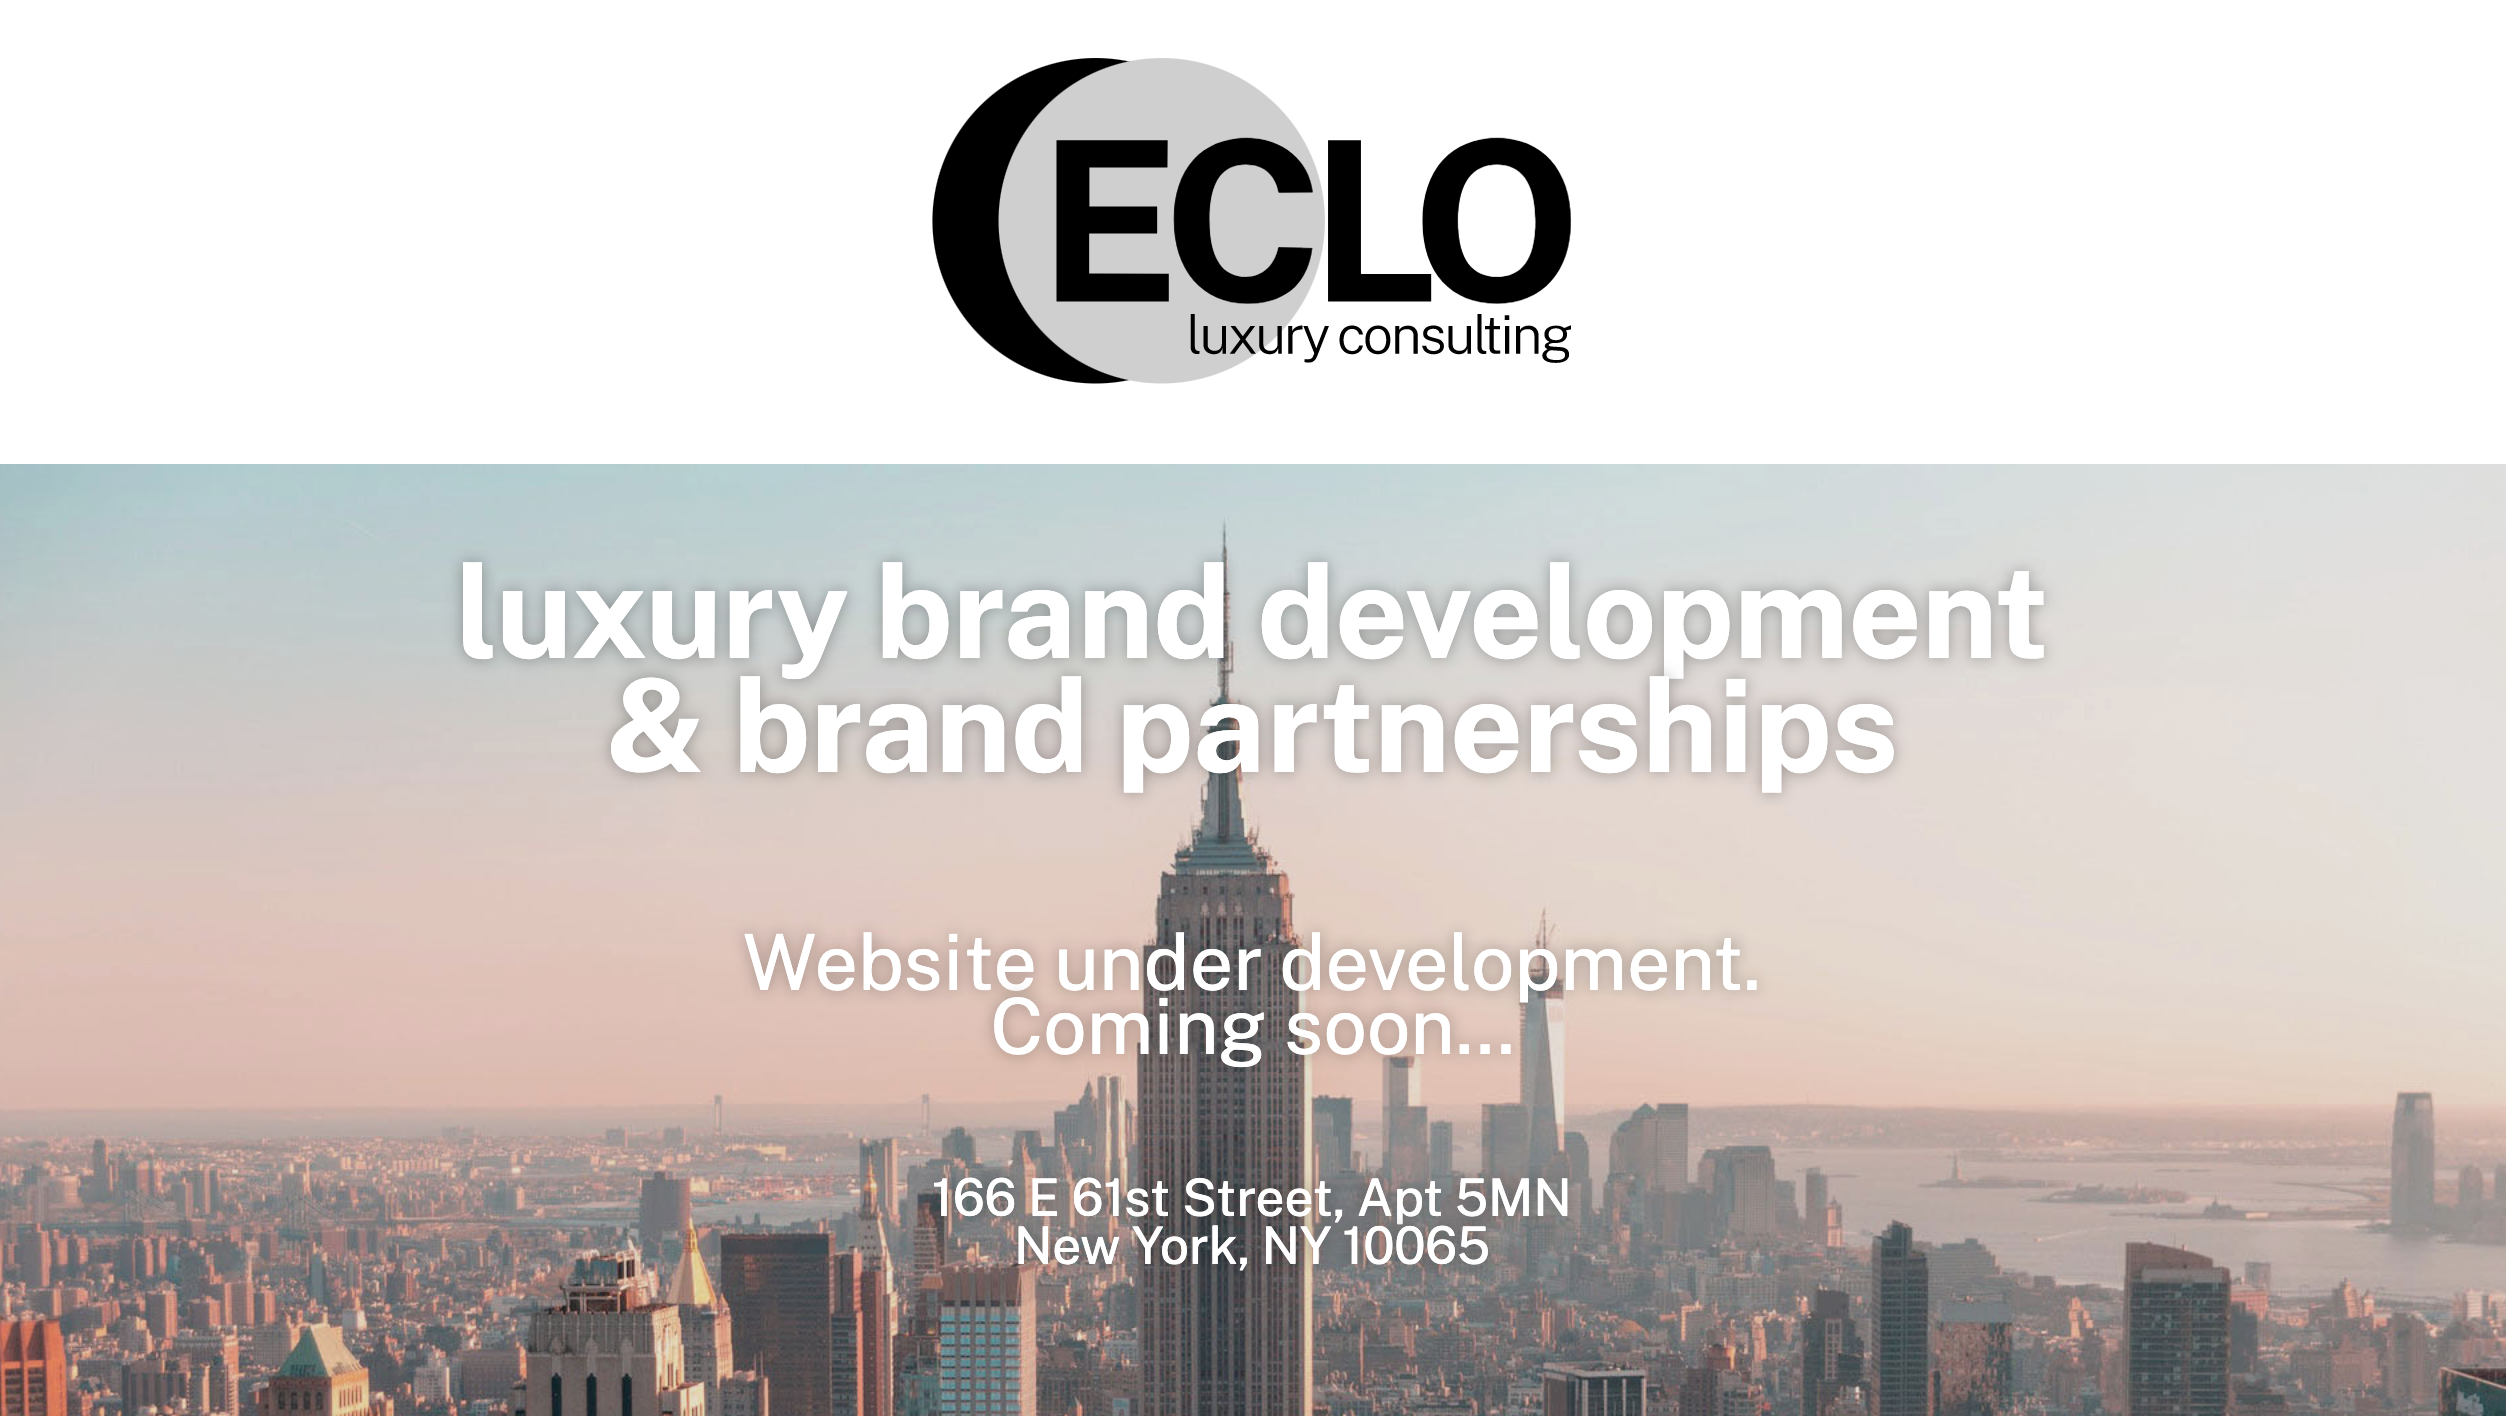 ECLO
luxury consulting
luxury brand development
& brand partnerships
Website under development.
Coming soon...
166 E 61st Street, Apt 5MN
New York, NY 10065